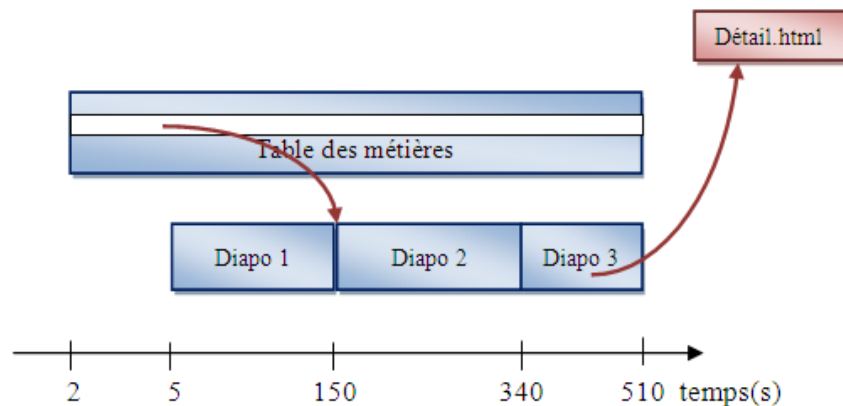 Détail.html
Table des métières
Diapo 1 Diapo 2 Diapo 3
2 5 150 340 510 temps(s)